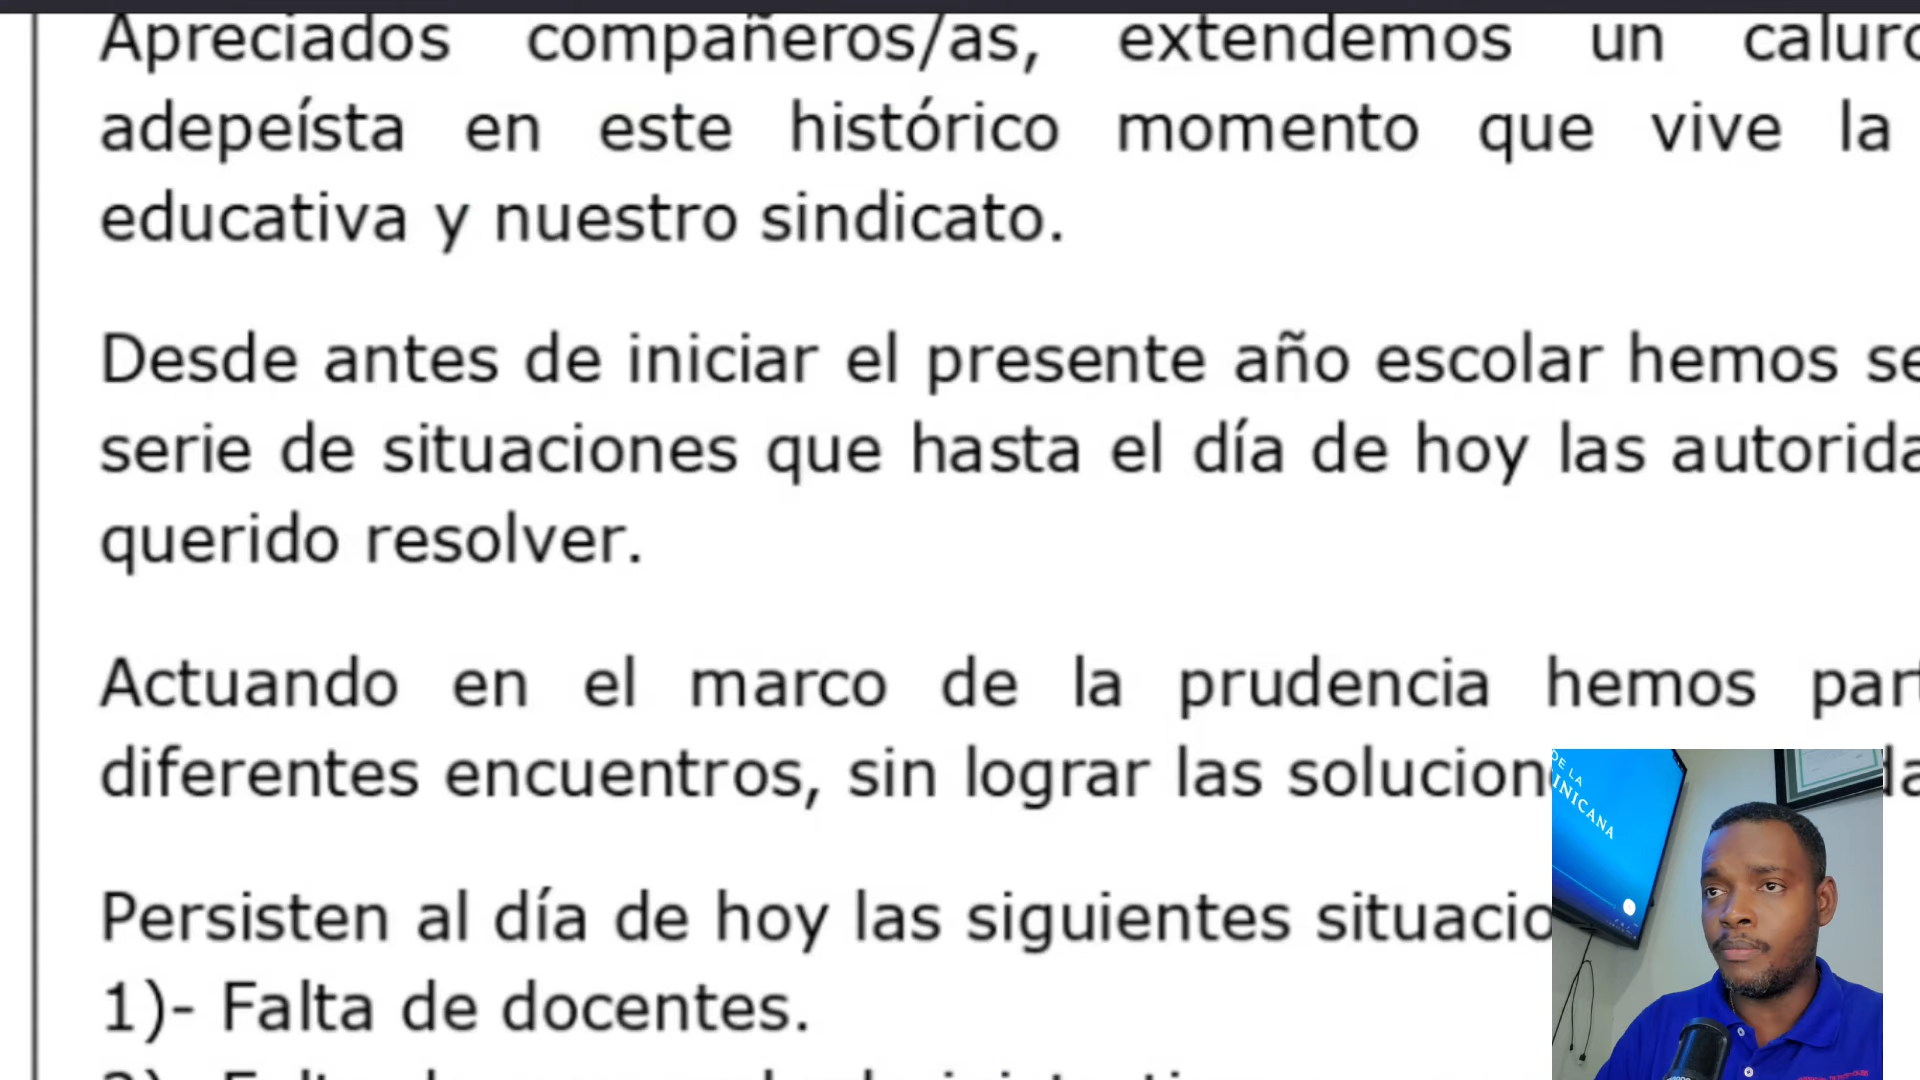 Apreciados compañeros/as, extendemos un
adepeísta en este histórico momento que vive la
educativa y nuestro sindicato.
Desde antes de iniciar el presente año escolar hemos
serie de situaciones que hasta el día de hoy las
querido resolver.
Actuando en el marco de la prudencia hemos
diferentes encuentros, sin lograr las
Persisten al día de hoy las siguientes
1)- Falta de docentes.
DE LA